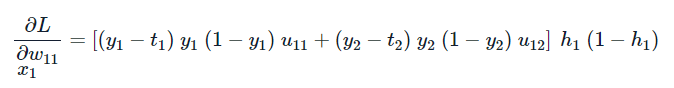 ∂L/∂w₁₁ = [(y₁ − t₁) y₁ (1 − y₁) u₁₁ + (y₂ − t₂) y₂ (1 − y₂) u₁₂] h₁ (1 − h₁)
x₁